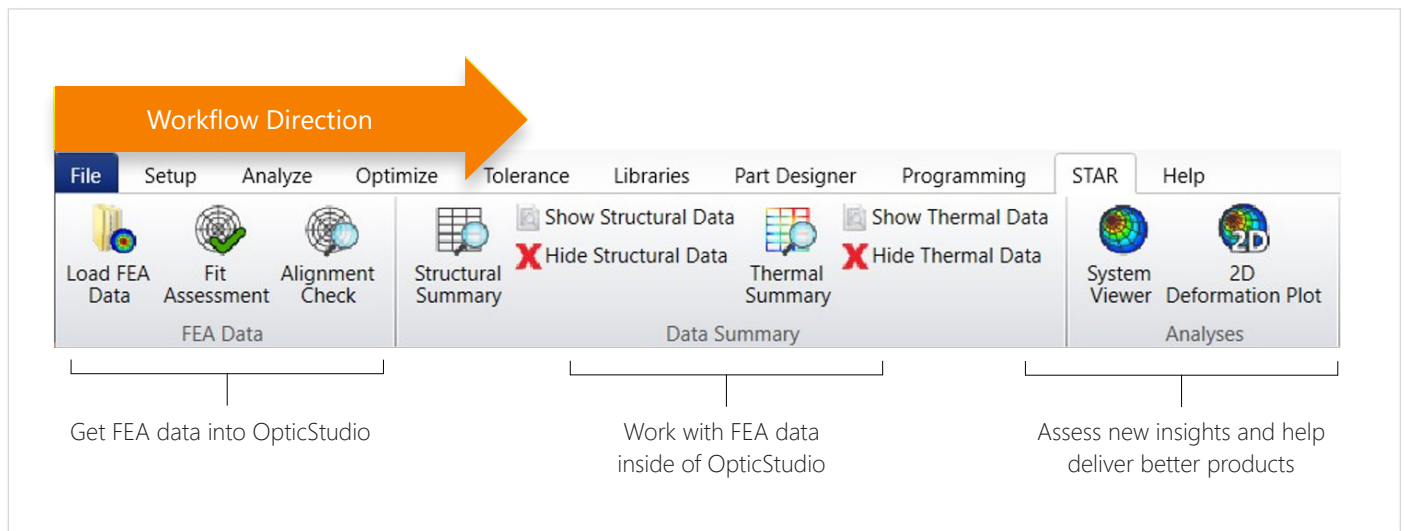 Workflow Direction
File Setup Analyze Optimize Tolerance Libraries Part Designer Programming STAR Help
Load FEA
Data
Fit
Assessment
Alignment
Check
FEA Data
Structural
Summary
Show Structural Data
Hide Structural Data
Thermal
Summary
Show Thermal Data
Hide Thermal Data
Data Summary
System
Viewer
2D
2D
Deformation Plot
Analyses
Get FEA data into OpticStudio
Work with FEA data
inside of OpticStudio
Assess new insights and help
deliver better products